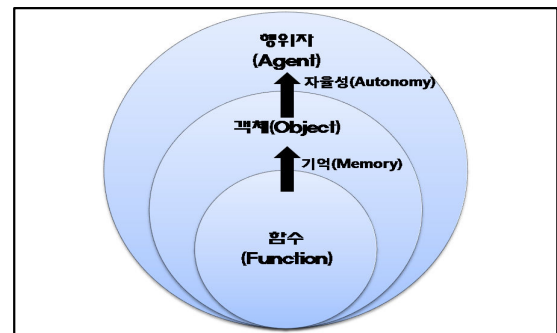 행위자
(Agent)
자율성(Autonomy)
객체(Object)
기억(Memory)
함수
(Function)